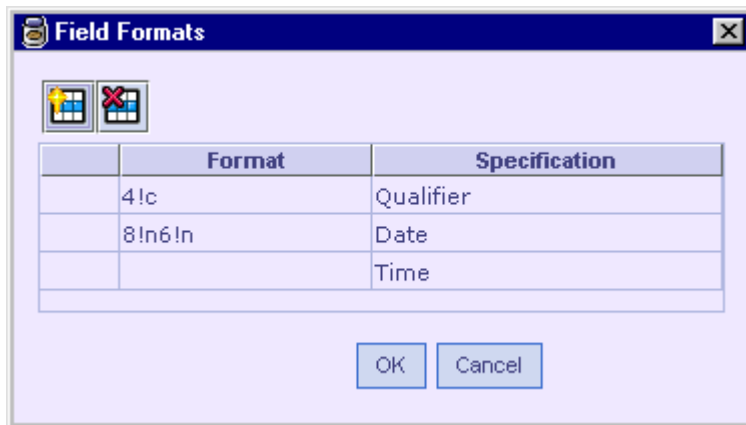 Field Formats
Format Specification
4!c Qualifier
8!n6!n Date
Time
OK Cancel